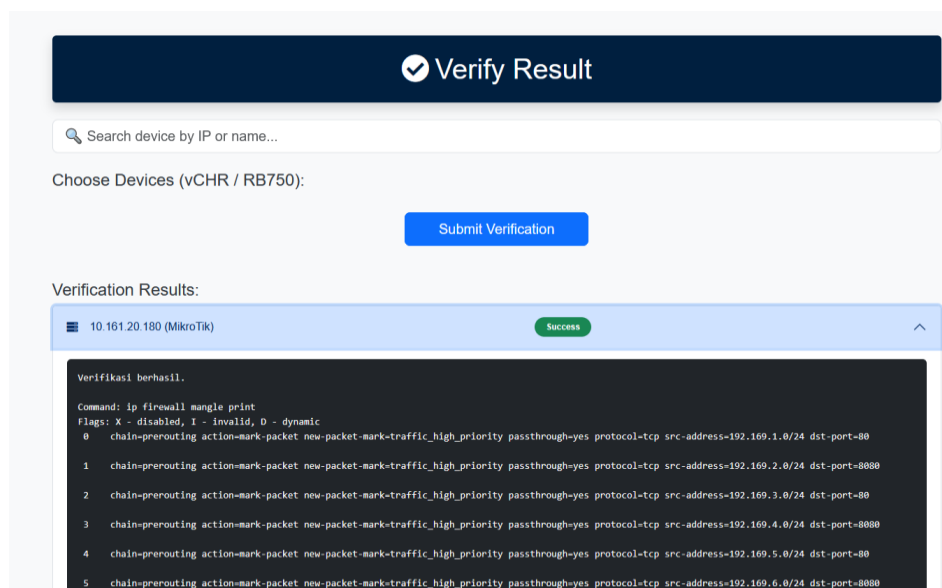 Verify Result
Search device by IP or name...
Choose Devices (vCHR / RB750):
Submit Verification
Verification Results:
10.161.20.180 (MikroTik) Success
Verifikasi berhasil.
Command: ip firewall mangle print
Flags: X - disabled, I - invalid, D - dynamic
0 chain=prerouting action=mark-packet new-packet-mark=traffic_high_priority passthrough=yes protocol=tcp src-address=192.169.1.0/24 dst-port=80
1 chain=prerouting action=mark-packet new-packet-mark=traffic_high_priority passthrough=yes protocol=tcp src-address=192.169.2.0/24 dst-port=8080
2 chain=prerouting action=mark-packet new-packet-mark=traffic_high_priority passthrough=yes protocol=tcp src-address=192.169.3.0/24 dst-port=80
3 chain=prerouting action=mark-packet new-packet-mark=traffic_high_priority passthrough=yes protocol=tcp src-address=192.169.4.0/24 dst-port=8080
4 chain=prerouting action=mark-packet new-packet-mark=traffic_high_priority passthrough=yes protocol=tcp src-address=192.169.5.0/24 dst-port=80
5 chain=prerouting action=mark-packet new-packet-mark=traffic_high_priority passthrough=yes protocol=tcp src-address=192.169.6.0/24 dst-port=8080